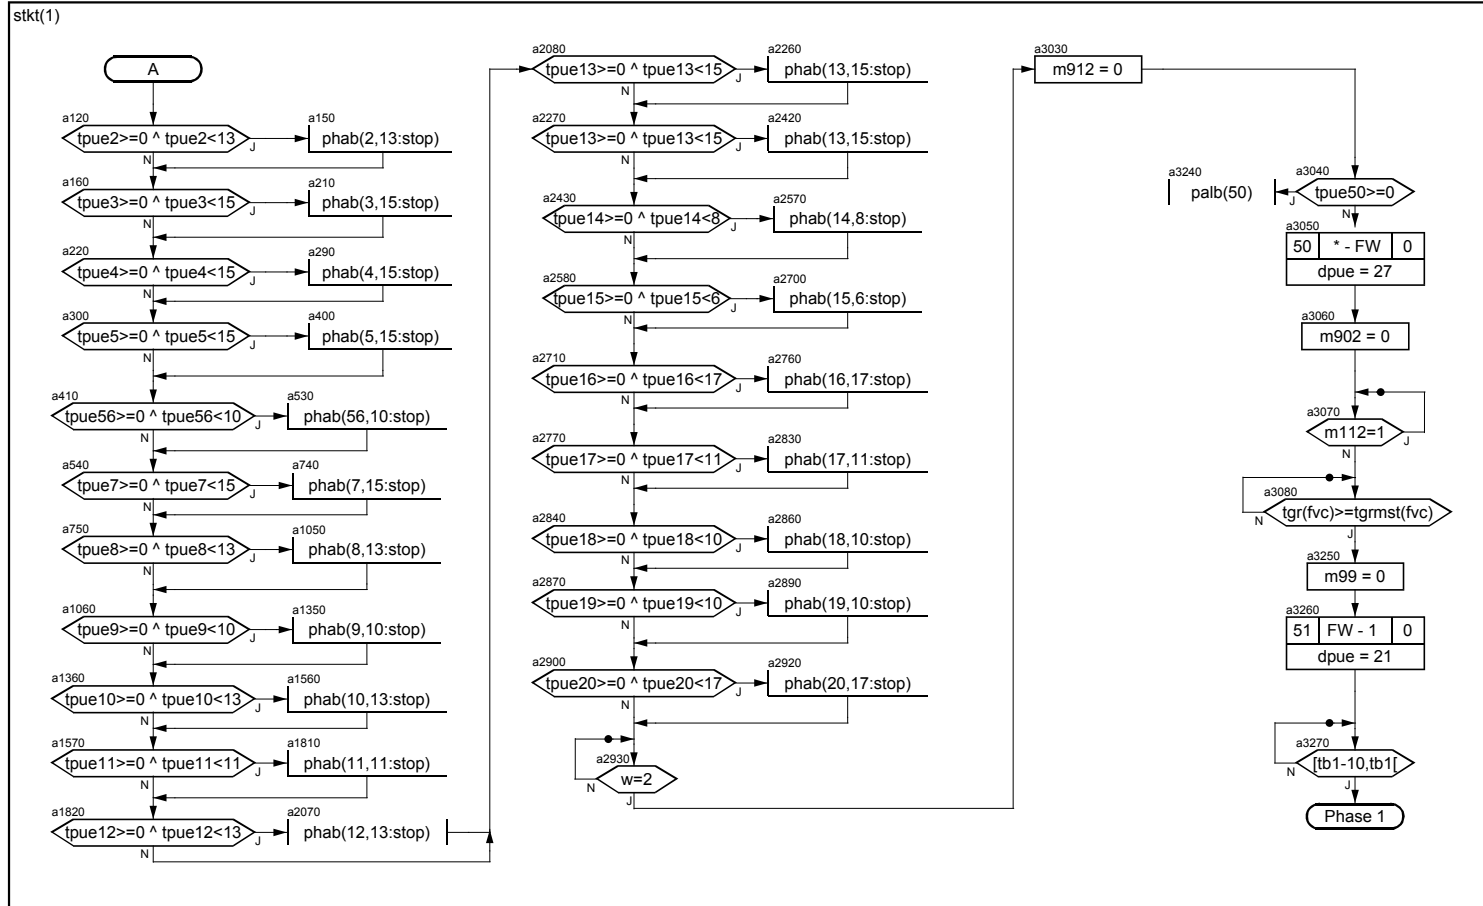 stkt(1)
A
a120
tpue2>=0 ^ tpue2<13
J
N
a150
phab(2,13:stop)
a160
tpue3>=0 ^ tpue3<15
J
N
a210
phab(3,15:stop)
a220
tpue4>=0 ^ tpue4<15
J
N
a290
phab(4,15:stop)
a300
tpue5>=0 ^ tpue5<15
J
N
a400
phab(5,15:stop)
a410
tpue56>=0 ^ tpue56<10
J
N
a530
phab(56,10:stop)
a540
tpue7>=0 ^ tpue7<15
J
N
a740
phab(7,15:stop)
a750
tpue8>=0 ^ tpue8<13
J
N
a1050
phab(8,13:stop)
a1060
tpue9>=0 ^ tpue9<10
J
N
a1350
phab(9,10:stop)
a1360
tpue10>=0 ^ tpue10<13
J
N
a1560
phab(10,13:stop)
a1570
tpue11>=0 ^ tpue11<11
J
N
a1810
phab(11,11:stop)
a1820
tpue12>=0 ^ tpue12<13
J
N
a2070
phab(12,13:stop)
a2080
tpue13>=0 ^ tpue13<15
J
N
a2260
phab(13,15:stop)
a2270
tpue13>=0 ^ tpue13<15
J
N
a2420
phab(13,15:stop)
a2430
tpue14>=0 ^ tpue14<8
J
N
a2570
phab(14,8:stop)
a2580
tpue15>=0 ^ tpue15<6
J
N
a2700
phab(15,6:stop)
a2710
tpue16>=0 ^ tpue16<17
J
N
a2760
phab(16,17:stop)
a2770
tpue17>=0 ^ tpue17<11
J
N
a2830
phab(17,11:stop)
a2840
tpue18>=0 ^ tpue18<10
J
N
a2860
phab(18,10:stop)
a2870
tpue19>=0 ^ tpue19<10
J
N
a2890
phab(19,10:stop)
a2900
tpue20>=0 ^ tpue20<17
J
N
a2920
phab(20,17:stop)
a2930
w=2
N
J
a3030
m912 = 0
a3040
tpue50>=0
J
N
a3240
palb(50)
a3050
50 * - FW 0
dpue = 27
a3060
m902 = 0
a3070
m112=1
J
N
a3080
tgr(fvc)>=tgrmst(fvc)
N
J
a3250
m99 = 0
a3260
51 FW - 1 0
dpue = 21
a3270
[tb1-10,tb1[
N
J
Phase 1